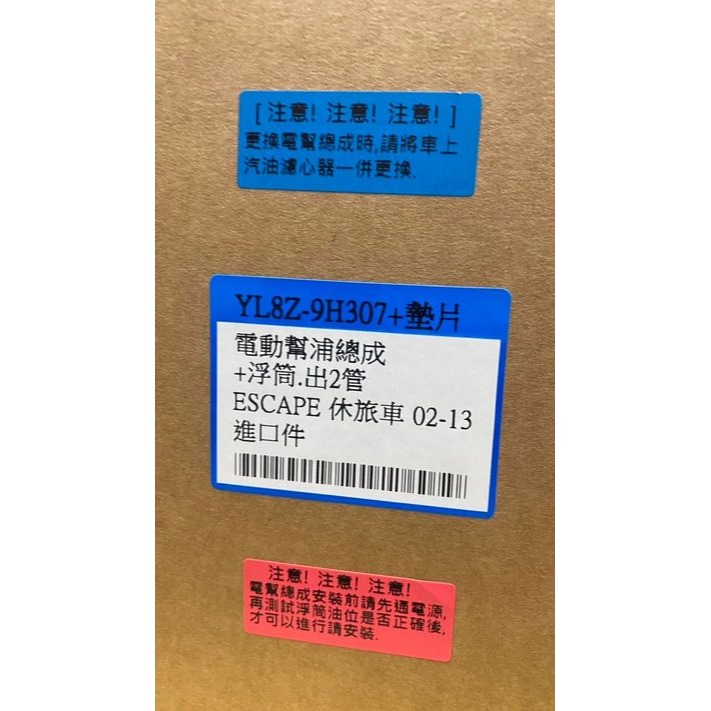 [ 注意! 注意! 注意! ]
更換電幫總成時,請將車上
汽油濾心器一併更換.
YL8Z-9H307+墊片
電動幫浦總成
+浮筒.出2管
ESCAPE 休旅車 02-13
進口件
注意! 注意! 注意!
電幫總成安裝前請先通電源,
再測試浮筒油位是否正確後,
才可以進行請安裝.